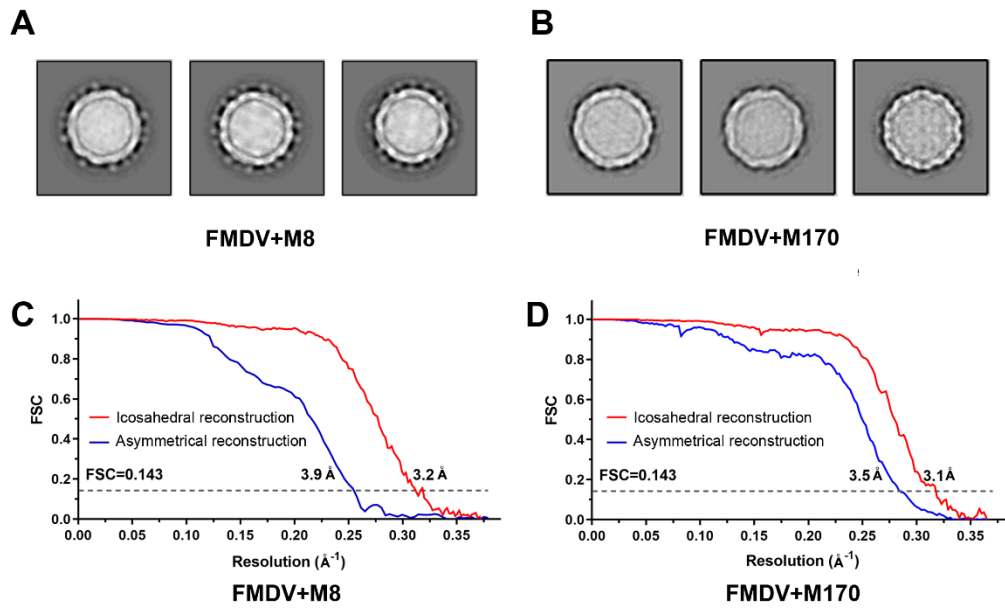 A
B
FMDV+M8
FMDV+M170
C
1.0
0.8
0.6
0.4
0.2
0.0
FSC
Icosahedral reconstruction
Asymmetrical reconstruction
FSC=0.143
3.9 Å
3.2 Å
0.00 0.05 0.10 0.15 0.20 0.25 0.30 0.35
Resolution (Å⁻¹)
FMDV+M8
D
1.0
0.8
0.6
0.4
0.2
0.0
FSC
Icosahedral reconstruction
Asymmetrical reconstruction
FSC=0.143
3.5 Å
3.1Å
0.00 0.05 0.10 0.15 0.20 0.25 0.30 0.35
Resolution (Å⁻¹)
FMDV+M170